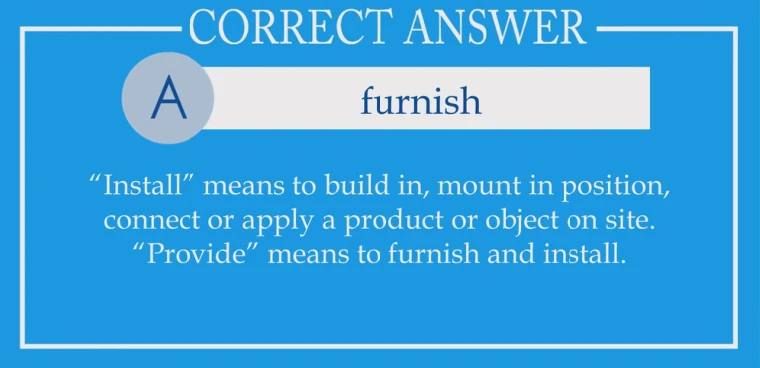 CORRECT ANSWER
A
furnish
“Install” means to build in, mount in position,
connect or apply a product or object on site.
“Provide” means to furnish and install.